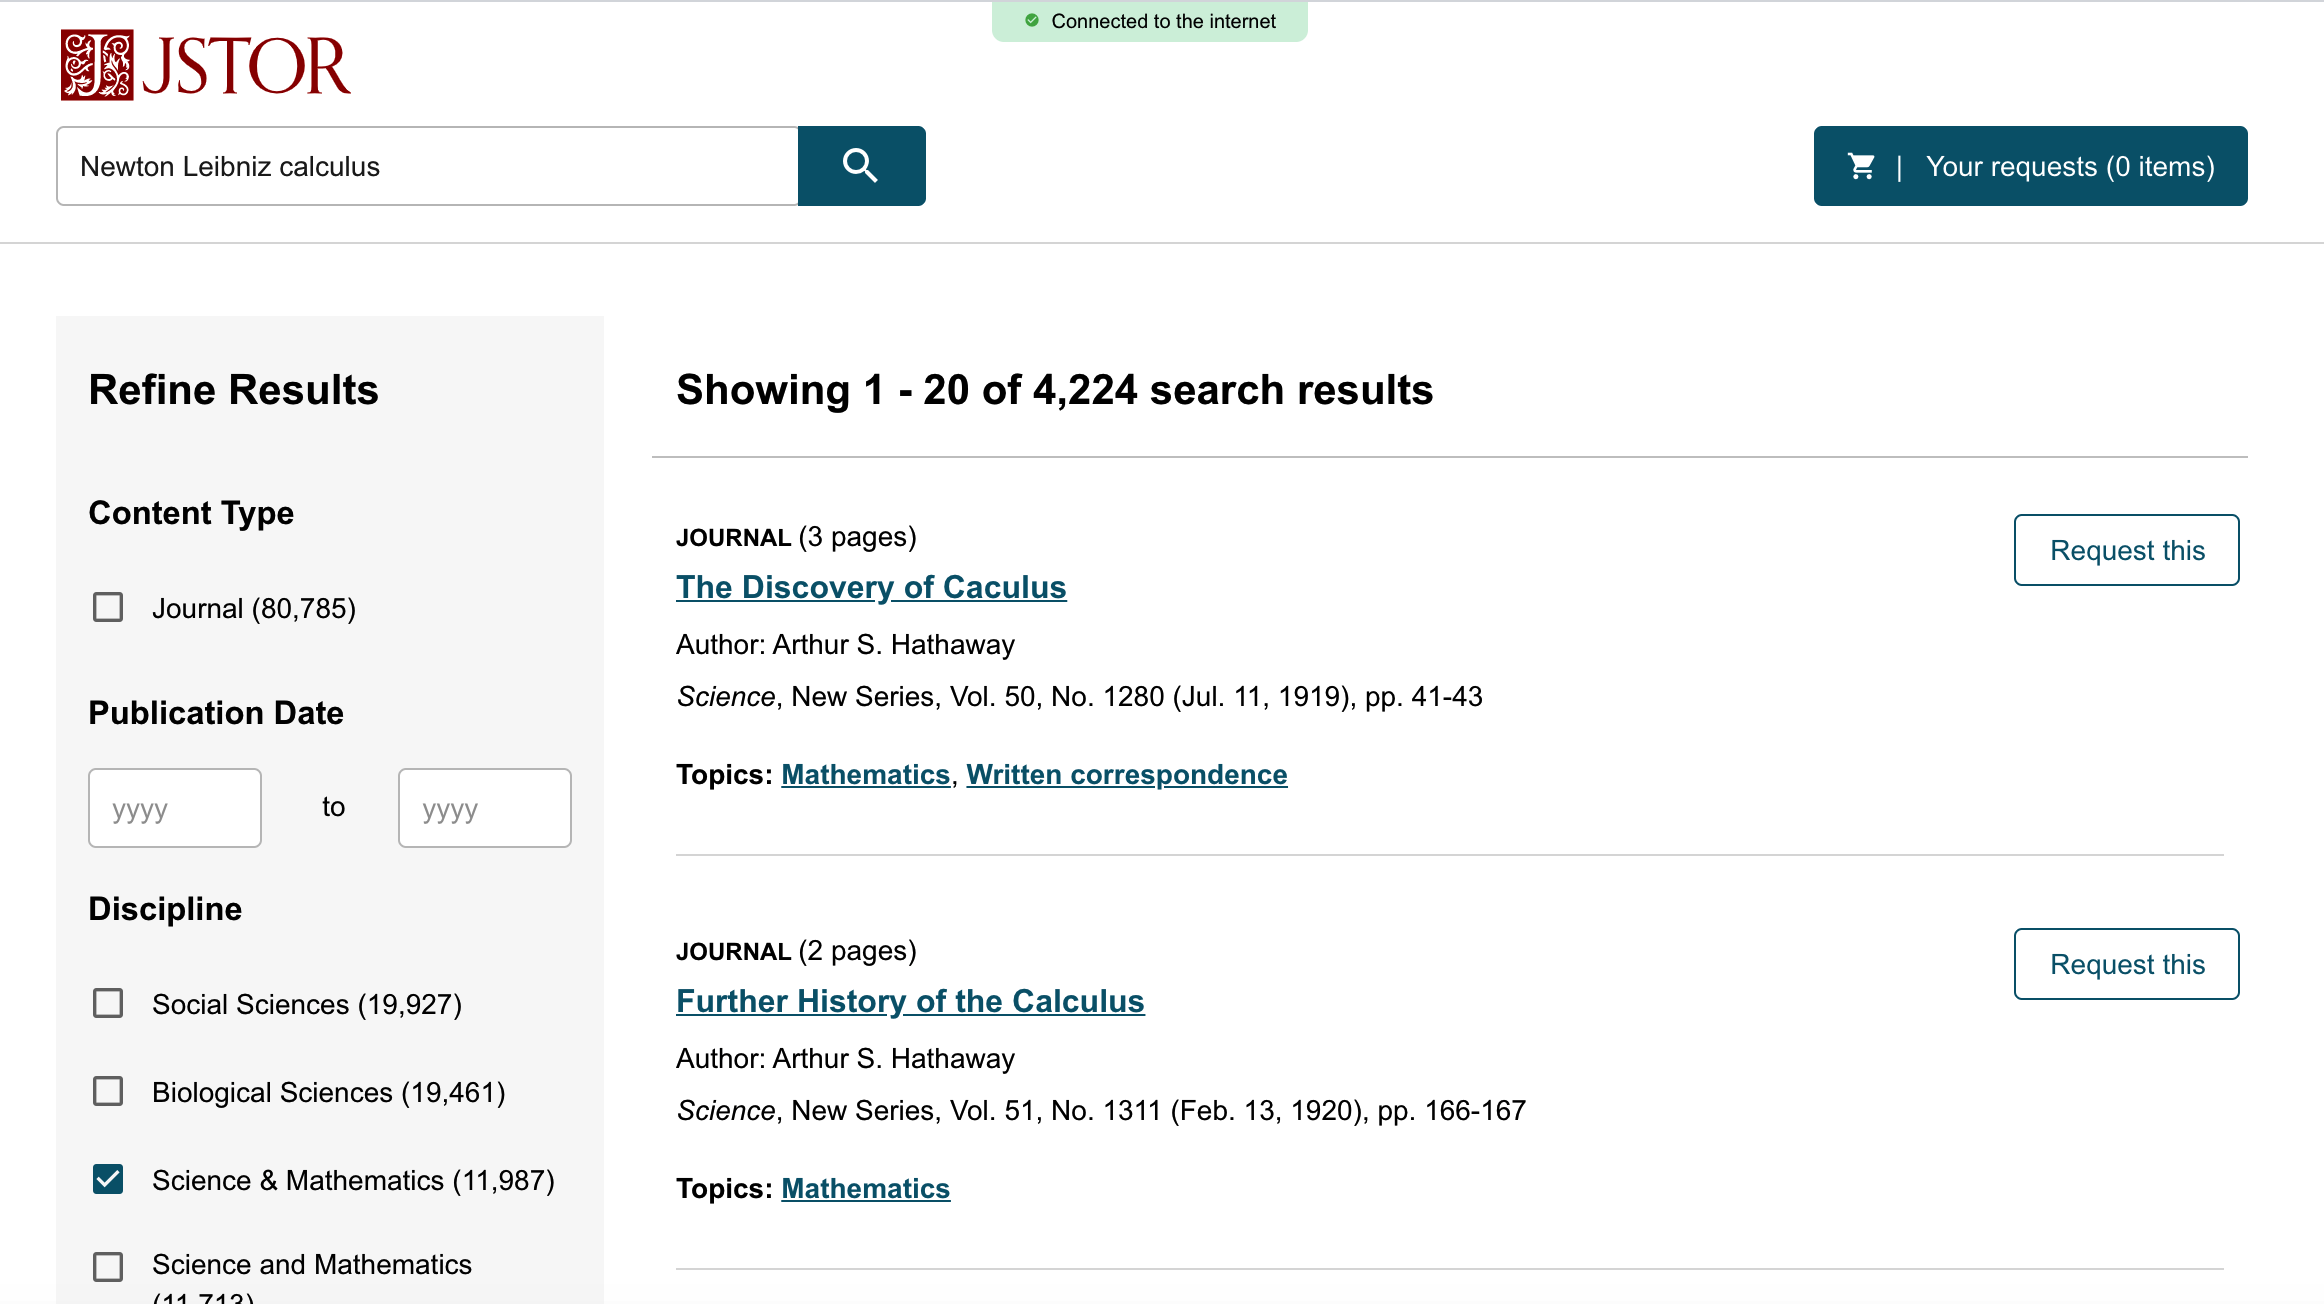 Connected to the internet
JSTOR
Newton Leibniz calculus
| Your requests (0 items)
Refine Results
Content Type
Journal (80,785)
Publication Date
yyyy to yyyy
Discipline
Social Sciences (19,927)
Biological Sciences (19,461)
Science & Mathematics (11,987)
Science and Mathematics
(11,713)
Showing 1 - 20 of 4,224 search results
JOURNAL (3 pages)
Request this
The Discovery of Caculus
Author: Arthur S. Hathaway
Science, New Series, Vol. 50, No. 1280 (Jul. 11, 1919), pp. 41-43
Topics: Mathematics, Written correspondence
JOURNAL (2 pages)
Request this
Further History of the Calculus
Author: Arthur S. Hathaway
Science, New Series, Vol. 51, No. 1311 (Feb. 13, 1920), pp. 166-167
Topics: Mathematics